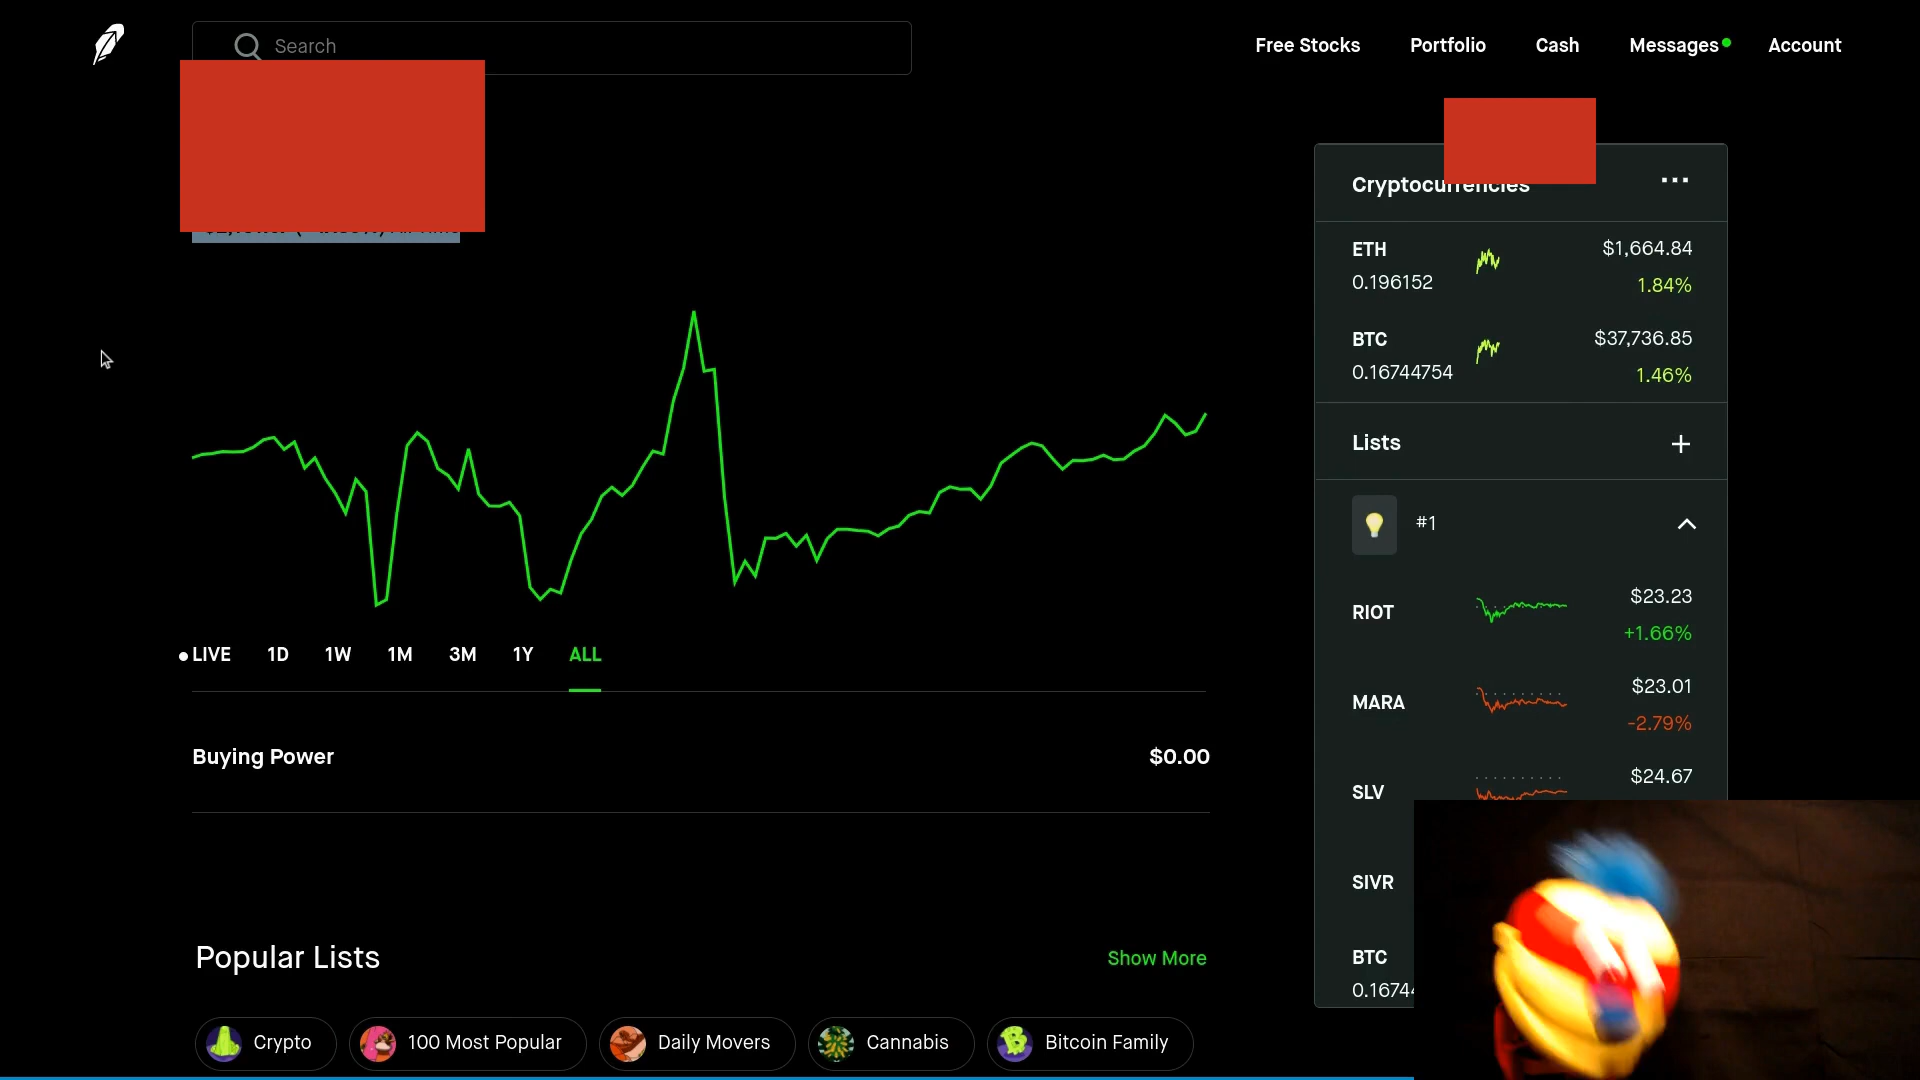 Search
Free Stocks
Portfolio
Cash
Messages
Account
Cryptocurrencies
ETH
$1,664.84
0.196152
1.84%
BTC
$37,736.85
0.16744754
1.46%
Lists
#1
RIOT
$23.23
+1.66%
MARA
$23.01
-2.79%
SLV
$24.67
SIVR
BTC
0.1674
LIVE
1D
1W
1M
3M
1Y
ALL
Buying Power
$0.00
Popular Lists
Show More
Crypto
100 Most Popular
Daily Movers
Cannabis
Bitcoin Family